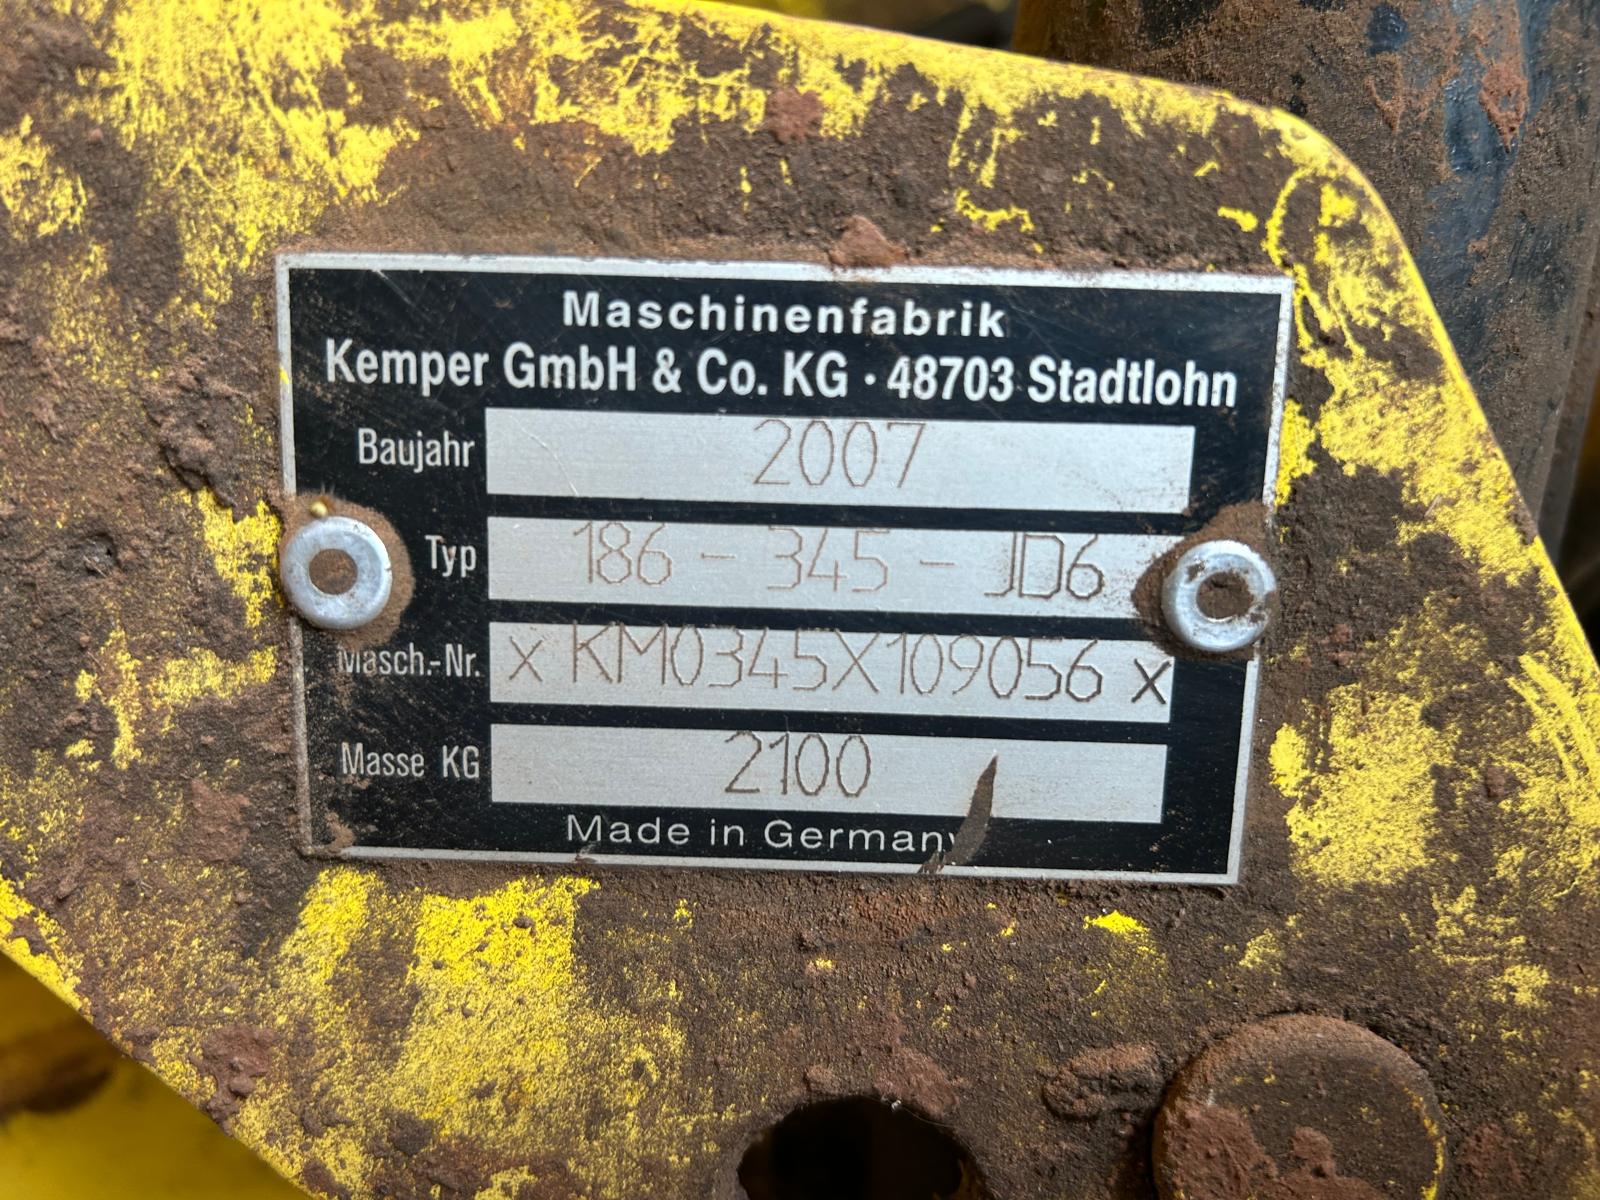 Maschinenfabrik
Kemper GmbH & Co. KG · 48703 Stadtlohn
Baujahr 2007
Typ 186 - 345 - JD6
Masch.-Nr. x KM0345X109056 x
Masse KG 2100
Made in Germany